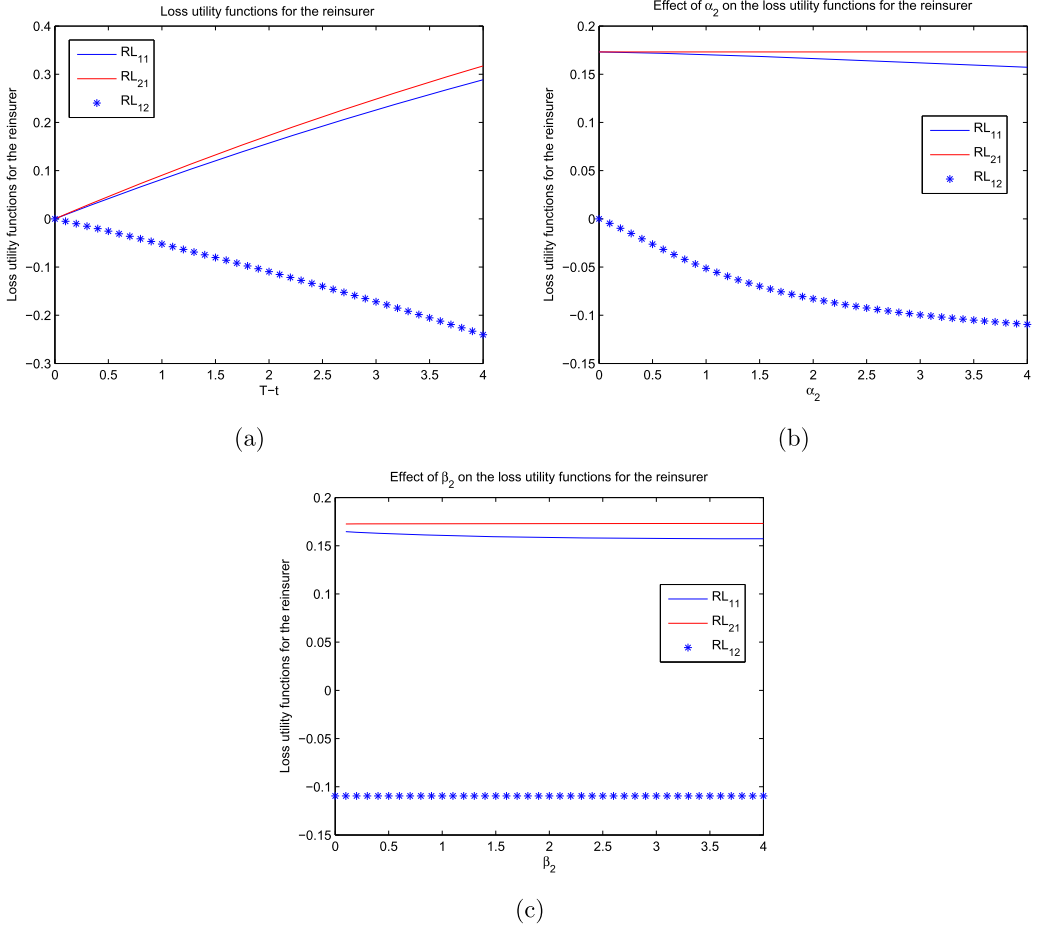 Loss utility functions for the reinsurer
Loss utility functions for the reinsurer
0.4
0.3
0.2
0.1
0
−0.1
−0.2
−0.3
RL11
RL21
RL12
0 0.5 1 1.5 2 2.5 3 3.5 4
T−t
(a)
Effect of α2 on the loss utility functions for the reinsurer
Loss utility functions for the reinsurer
0.2
0.15
0.1
0.05
0
−0.05
−0.1
−0.15
RL11
RL21
RL12
0 0.5 1 1.5 2 2.5 3 3.5 4
α2
(b)
Effect of β2 on the loss utility functions for the reinsurer
Loss utility functions for the reinsurer
0.2
0.15
0.1
0.05
0
−0.05
−0.1
−0.15
RL11
RL21
RL12
0 0.5 1 1.5 2 2.5 3 3.5 4
β2
(c)